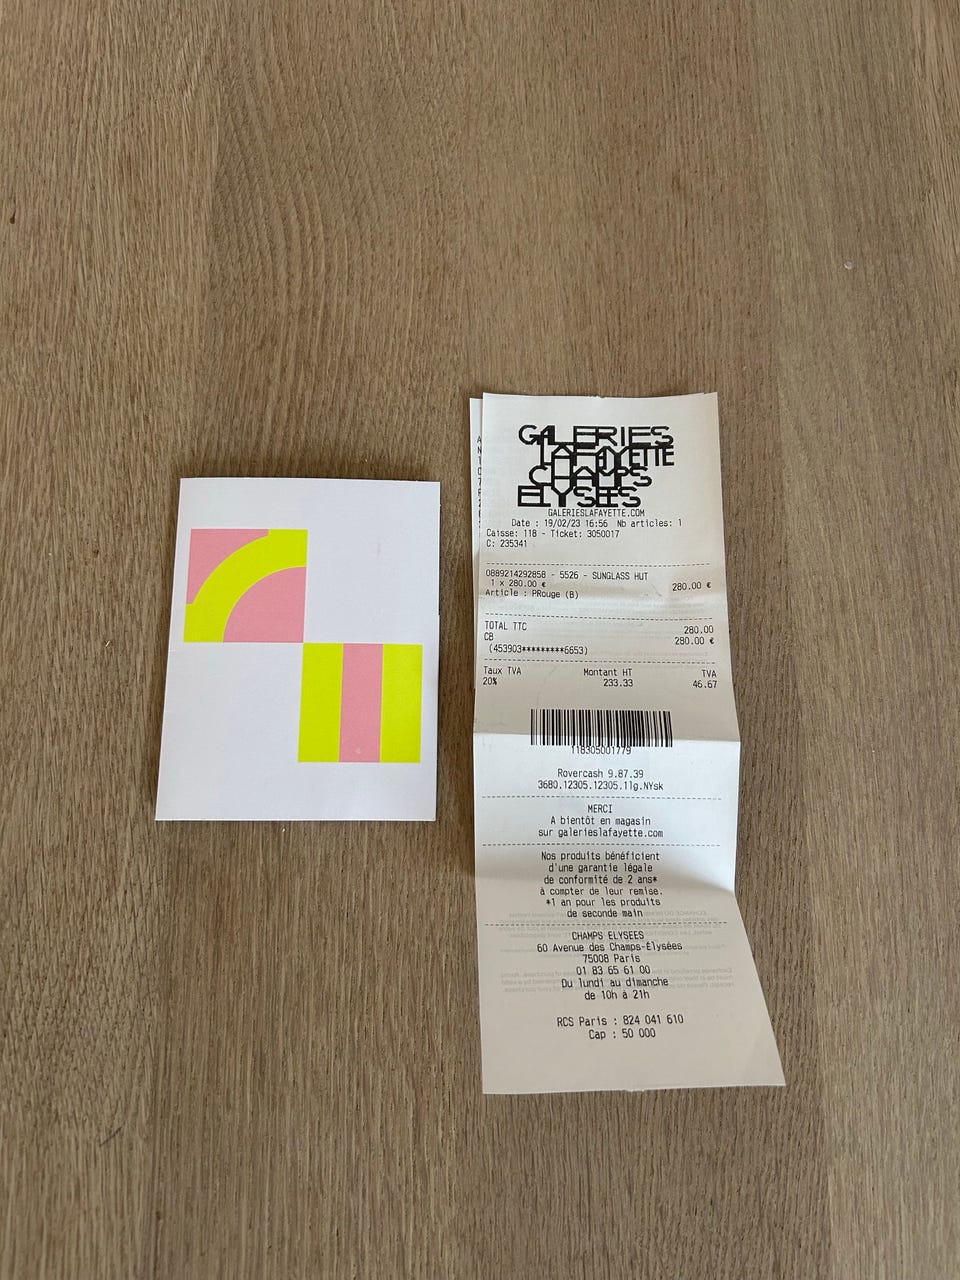 GALERIES
LAFAYETTE
CHAMPS
ELYSEES
GALERIESLAFAYETTE.COM
Date : 19/02/23 16:56 Nb articles: 1
Caisse: 118 - Ticket: 3050017
C: 235341
0889214292858 - 5526 - SUNGLASS HUT
1 x 280.00 € 280.00 €
Article : PRouge (B)
TOTAL TTC 280.00
CB 280.00 €
(453903*********6653)
Taux TVA Montant HT TVA
20% 233.33 46.67
118305001779
Rovercash 9.87.39
3680.12305.12305.11g.NYsk
MERCI
A bientôt en magasin
sur galerieslafayette.com
Nos produits bénéficient
d'une garantie légale
de conformité de 2 ans*
à compter de leur remise.
*1 an pour les produits
de seconde main
CHAMPS ELYSEES
60 Avenue des Champs-Élysées
75008 Paris
01 83 65 61 00
Du lundi au dimanche
de 10h à 21h
RCS Paris : 824 041 610
Cap : 50 000